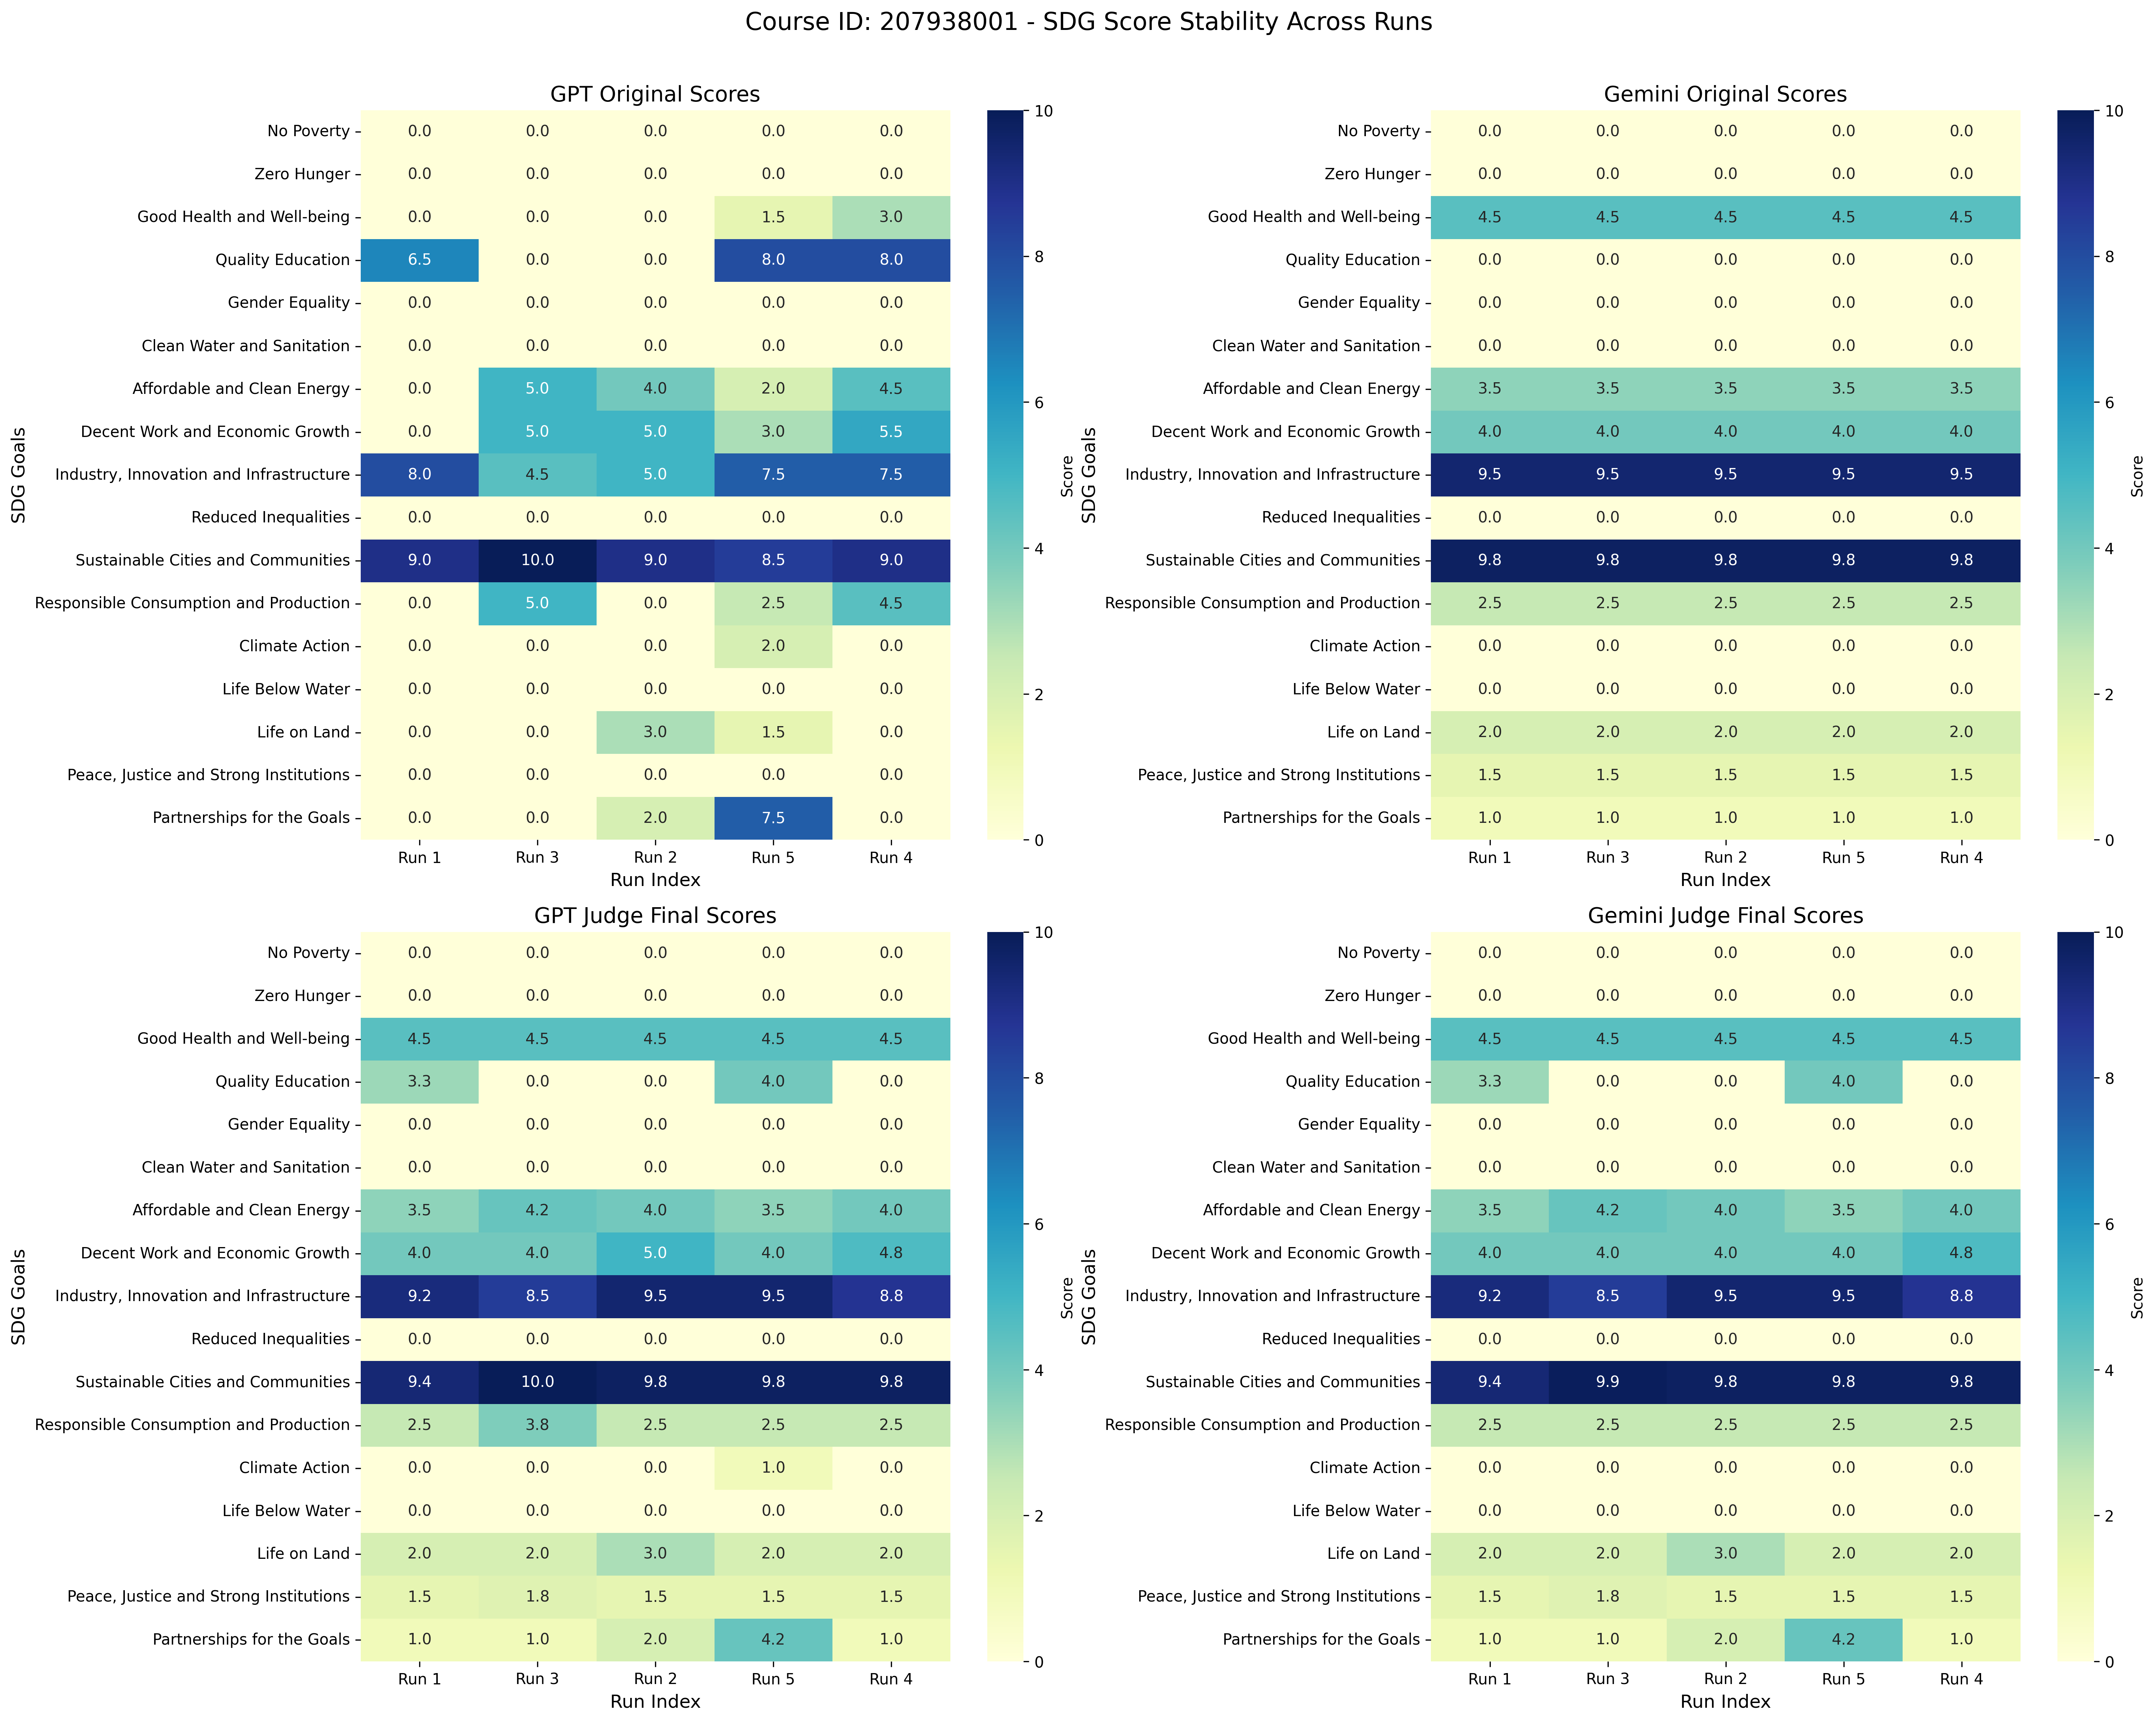 Course ID: 207938001 - SDG Score Stability Across Runs
GPT Original Scores
No Poverty 0.0 0.0 0.0 0.0 0.0
Zero Hunger 0.0 0.0 0.0 0.0 0.0
Good Health and Well-being 0.0 0.0 0.0 1.5 3.0
Quality Education 6.5 0.0 0.0 8.0 8.0
Gender Equality 0.0 0.0 0.0 0.0 0.0
Clean Water and Sanitation 0.0 0.0 0.0 0.0 0.0
Affordable and Clean Energy 0.0 5.0 4.0 2.0 4.5
Decent Work and Economic Growth 0.0 5.0 5.0 3.0 5.5
Industry, Innovation and Infrastructure 8.0 4.5 5.0 7.5 7.5
Reduced Inequalities 0.0 0.0 0.0 0.0 0.0
Sustainable Cities and Communities 9.0 10.0 9.0 8.5 9.0
Responsible Consumption and Production 0.0 5.0 0.0 2.5 4.5
Climate Action 0.0 0.0 0.0 2.0 0.0
Life Below Water 0.0 0.0 0.0 0.0 0.0
Life on Land 0.0 0.0 3.0 1.5 0.0
Peace, Justice and Strong Institutions 0.0 0.0 0.0 0.0 0.0
Partnerships for the Goals 0.0 0.0 2.0 7.5 0.0
Run 1 Run 3 Run 2 Run 5 Run 4
Run Index
SDG Goals
10
8
6
4
2
0
Score
Gemini Original Scores
No Poverty 0.0 0.0 0.0 0.0 0.0
Zero Hunger 0.0 0.0 0.0 0.0 0.0
Good Health and Well-being 4.5 4.5 4.5 4.5 4.5
Quality Education 0.0 0.0 0.0 0.0 0.0
Gender Equality 0.0 0.0 0.0 0.0 0.0
Clean Water and Sanitation 0.0 0.0 0.0 0.0 0.0
Affordable and Clean Energy 3.5 3.5 3.5 3.5 3.5
Decent Work and Economic Growth 4.0 4.0 4.0 4.0 4.0
Industry, Innovation and Infrastructure 9.5 9.5 9.5 9.5 9.5
Reduced Inequalities 0.0 0.0 0.0 0.0 0.0
Sustainable Cities and Communities 9.8 9.8 9.8 9.8 9.8
Responsible Consumption and Production 2.5 2.5 2.5 2.5 2.5
Climate Action 0.0 0.0 0.0 0.0 0.0
Life Below Water 0.0 0.0 0.0 0.0 0.0
Life on Land 2.0 2.0 2.0 2.0 2.0
Peace, Justice and Strong Institutions 1.5 1.5 1.5 1.5 1.5
Partnerships for the Goals 1.0 1.0 1.0 1.0 1.0
Run 1 Run 3 Run 2 Run 5 Run 4
Run Index
SDG Goals
10
8
6
4
2
0
Score
GPT Judge Final Scores
No Poverty 0.0 0.0 0.0 0.0 0.0
Zero Hunger 0.0 0.0 0.0 0.0 0.0
Good Health and Well-being 4.5 4.5 4.5 4.5 4.5
Quality Education 3.3 0.0 0.0 4.0 0.0
Gender Equality 0.0 0.0 0.0 0.0 0.0
Clean Water and Sanitation 0.0 0.0 0.0 0.0 0.0
Affordable and Clean Energy 3.5 4.2 4.0 3.5 4.0
Decent Work and Economic Growth 4.0 4.0 5.0 4.0 4.8
Industry, Innovation and Infrastructure 9.2 8.5 9.5 9.5 8.8
Reduced Inequalities 0.0 0.0 0.0 0.0 0.0
Sustainable Cities and Communities 9.4 10.0 9.8 9.8 9.8
Responsible Consumption and Production 2.5 3.8 2.5 2.5 2.5
Climate Action 0.0 0.0 0.0 1.0 0.0
Life Below Water 0.0 0.0 0.0 0.0 0.0
Life on Land 2.0 2.0 3.0 2.0 2.0
Peace, Justice and Strong Institutions 1.5 1.8 1.5 1.5 1.5
Partnerships for the Goals 1.0 1.0 2.0 4.2 1.0
Run 1 Run 3 Run 2 Run 5 Run 4
Run Index
SDG Goals
10
8
6
4
2
0
Score
Gemini Judge Final Scores
No Poverty 0.0 0.0 0.0 0.0 0.0
Zero Hunger 0.0 0.0 0.0 0.0 0.0
Good Health and Well-being 4.5 4.5 4.5 4.5 4.5
Quality Education 3.3 0.0 0.0 4.0 0.0
Gender Equality 0.0 0.0 0.0 0.0 0.0
Clean Water and Sanitation 0.0 0.0 0.0 0.0 0.0
Affordable and Clean Energy 3.5 4.2 4.0 3.5 4.0
Decent Work and Economic Growth 4.0 4.0 4.0 4.0 4.8
Industry, Innovation and Infrastructure 9.2 8.5 9.5 9.5 8.8
Reduced Inequalities 0.0 0.0 0.0 0.0 0.0
Sustainable Cities and Communities 9.4 9.9 9.8 9.8 9.8
Responsible Consumption and Production 2.5 2.5 2.5 2.5 2.5
Climate Action 0.0 0.0 0.0 0.0 0.0
Life Below Water 0.0 0.0 0.0 0.0 0.0
Life on Land 2.0 2.0 3.0 2.0 2.0
Peace, Justice and Strong Institutions 1.5 1.8 1.5 1.5 1.5
Partnerships for the Goals 1.0 1.0 2.0 4.2 1.0
Run 1 Run 3 Run 2 Run 5 Run 4
Run Index
SDG Goals
10
8
6
4
2
0
Score